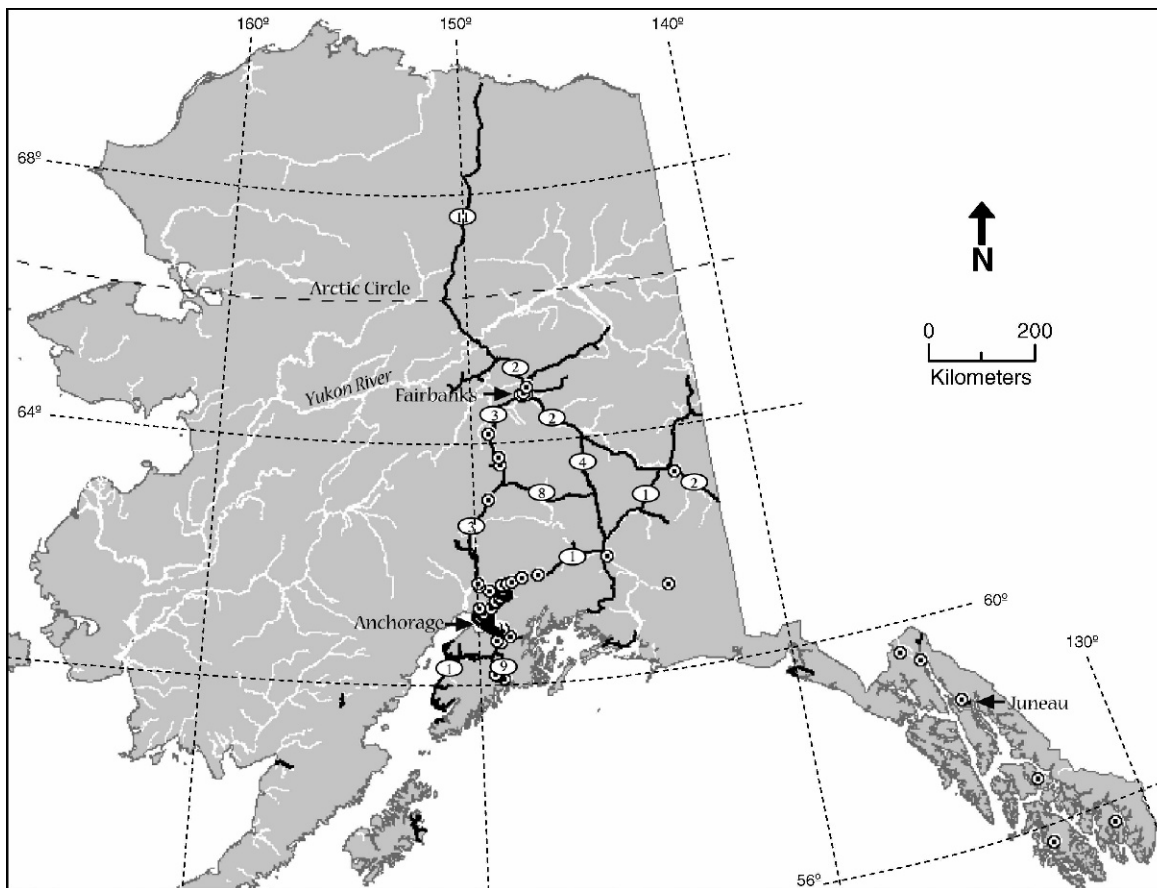 160º
150º
140º
68º
11
N
Arctic Circle
0
200
Kilometers
2
Yukon River
Fairbanks
64º
3
2
4
1
2
8
3
1
Anchorage
60º
1
9
130º
Juneau
56º